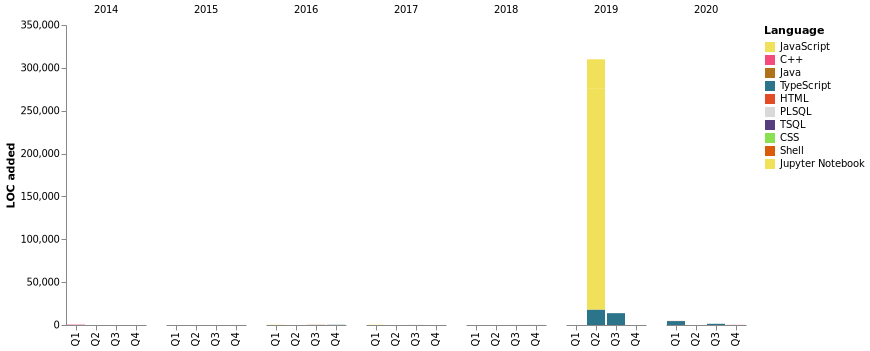 2014 2015 2016 2017 2018 2019 2020
Language
JavaScript
C++
Java
TypeScript
HTML
PLSQL
TSQL
CSS
Shell
Jupyter Notebook
LOC added
350,000
300,000
250,000
200,000
150,000
100,000
50,000
0
Q1 Q2 Q3 Q4 Q1 Q2 Q3 Q4 Q1 Q2 Q3 Q4 Q1 Q2 Q3 Q4 Q1 Q2 Q3 Q4 Q1 Q2 Q3 Q4 Q1 Q2 Q3 Q4